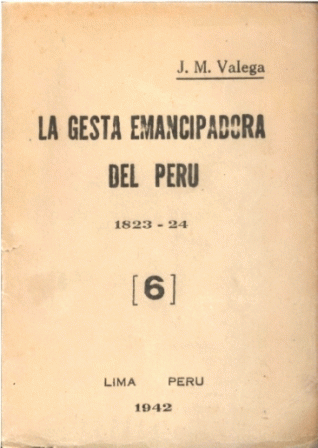 J. M. Valega
LA GESTA EMANCIPADORA
DEL PERU
1823 - 24
[6]
LIMA PERU
1942